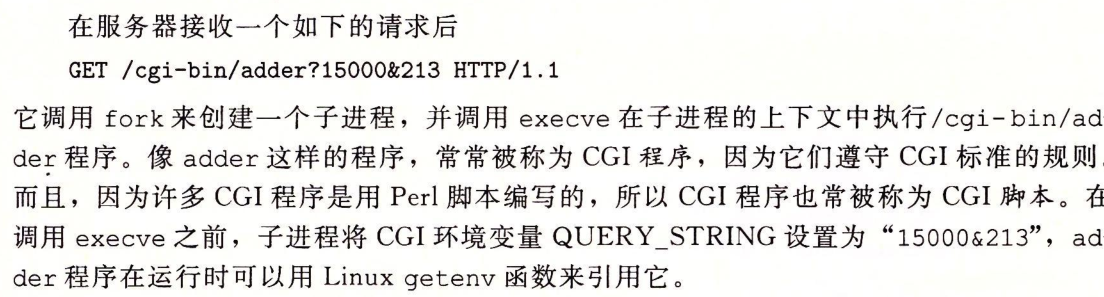 在服务器接收一个如下的请求后
GET /cgi-bin/adder?15000&213 HTTP/1.1
它调用 fork 来创建一个子进程，并调用 execve 在子进程的上下文中执行/cgi-bin/ad
der 程序。像 adder 这样的程序，常常被称为 CGI 程序，因为它们遵守 CGI 标准的规则。
而且，因为许多 CGI 程序是用 Perl 脚本编写的，所以 CGI 程序也常被称为 CGI 脚本。在
调用 execve 之前，子进程将 CGI 环境变量 QUERY_STRING 设置为“15000&213”，ad
der 程序在运行时可以用 Linux getenv 函数来引用它。